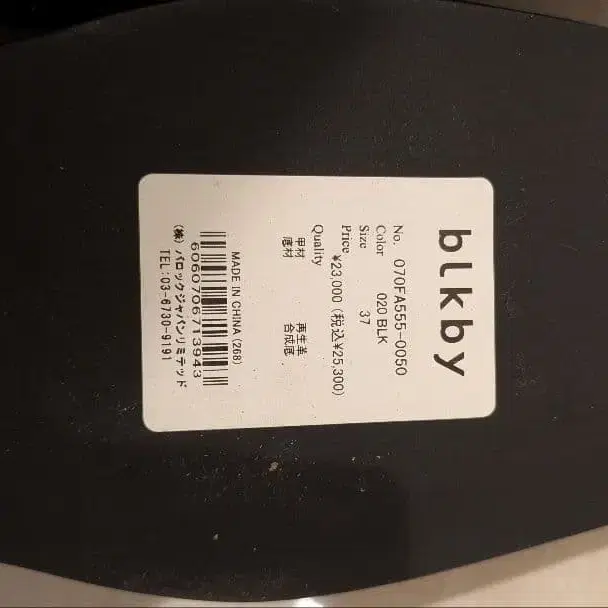 blkby
No. 070FA555-0050
Color 020 BLK
Size 37
Price ¥23,000 (税込¥25,300)
Quality
甲材 再生革
底材 合成底
MADE IN CHINA (268)
6060706713943
(株) バロックジャパンリミテッド
TEL:03-6730-9191